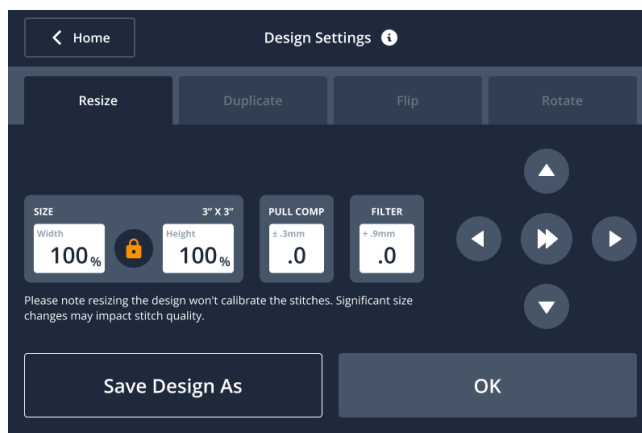 Home
Design Settings
Resize
Duplicate
Flip
Rotate
SIZE
3" X 3"
Width
100%
Height
100%
PULL COMP
± .3mm
.0
FILTER
+ .9mm
.0
Please note resizing the design won't calibrate the stitches. Significant size
changes may impact stitch quality.
Save Design As
OK